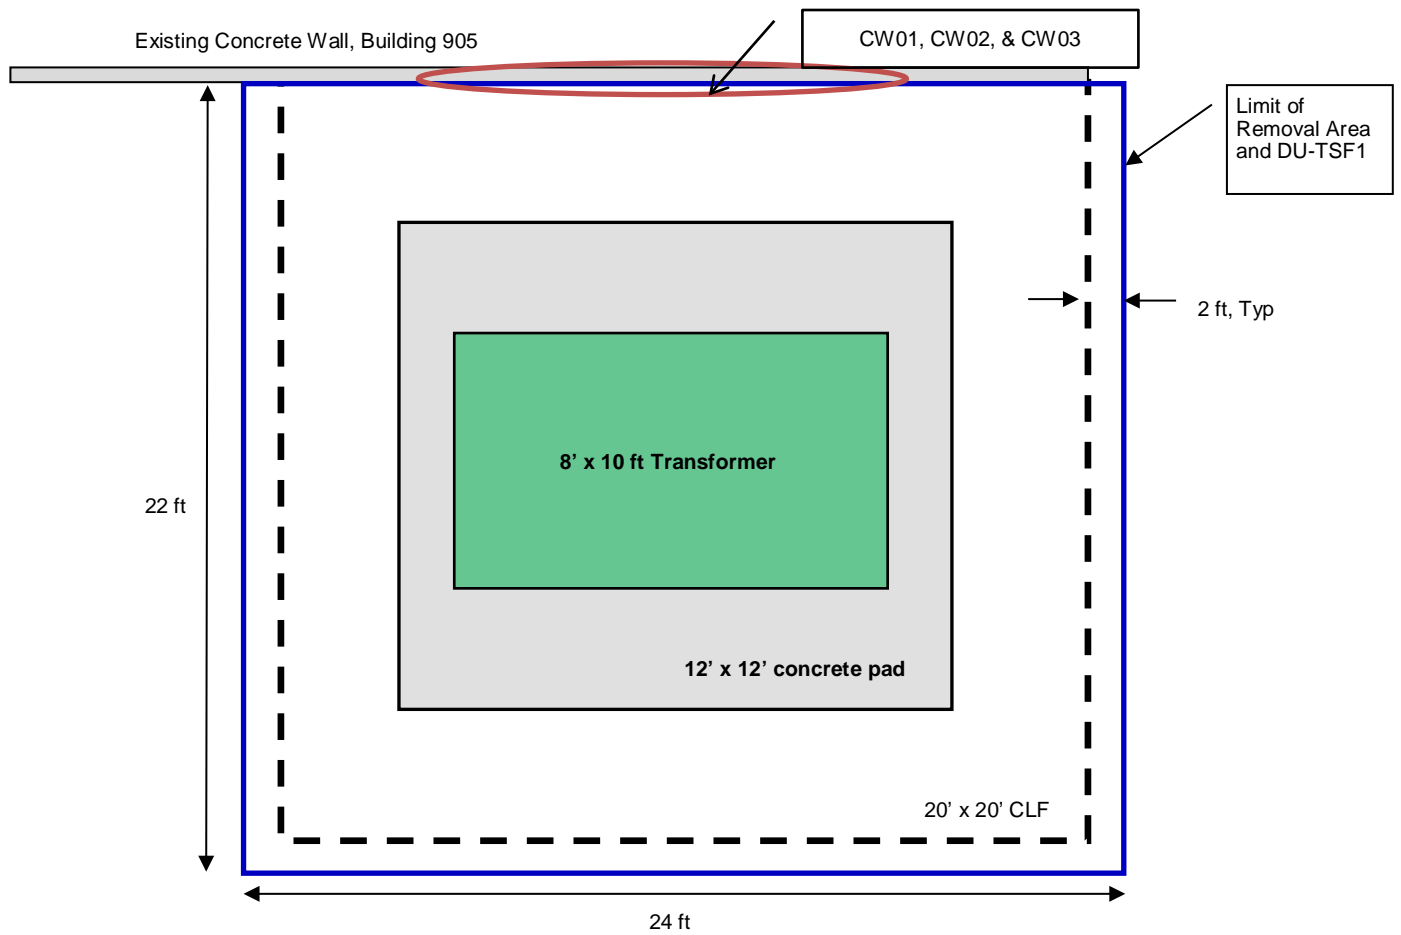 Existing Concrete Wall, Building 905
CW01, CW02, & CW03
Limit of
Removal Area
and DU-TSF1
2 ft, Typ
8’ x 10 ft Transformer
22 ft
12’ x 12’ concrete pad
20’ x 20’ CLF
24 ft